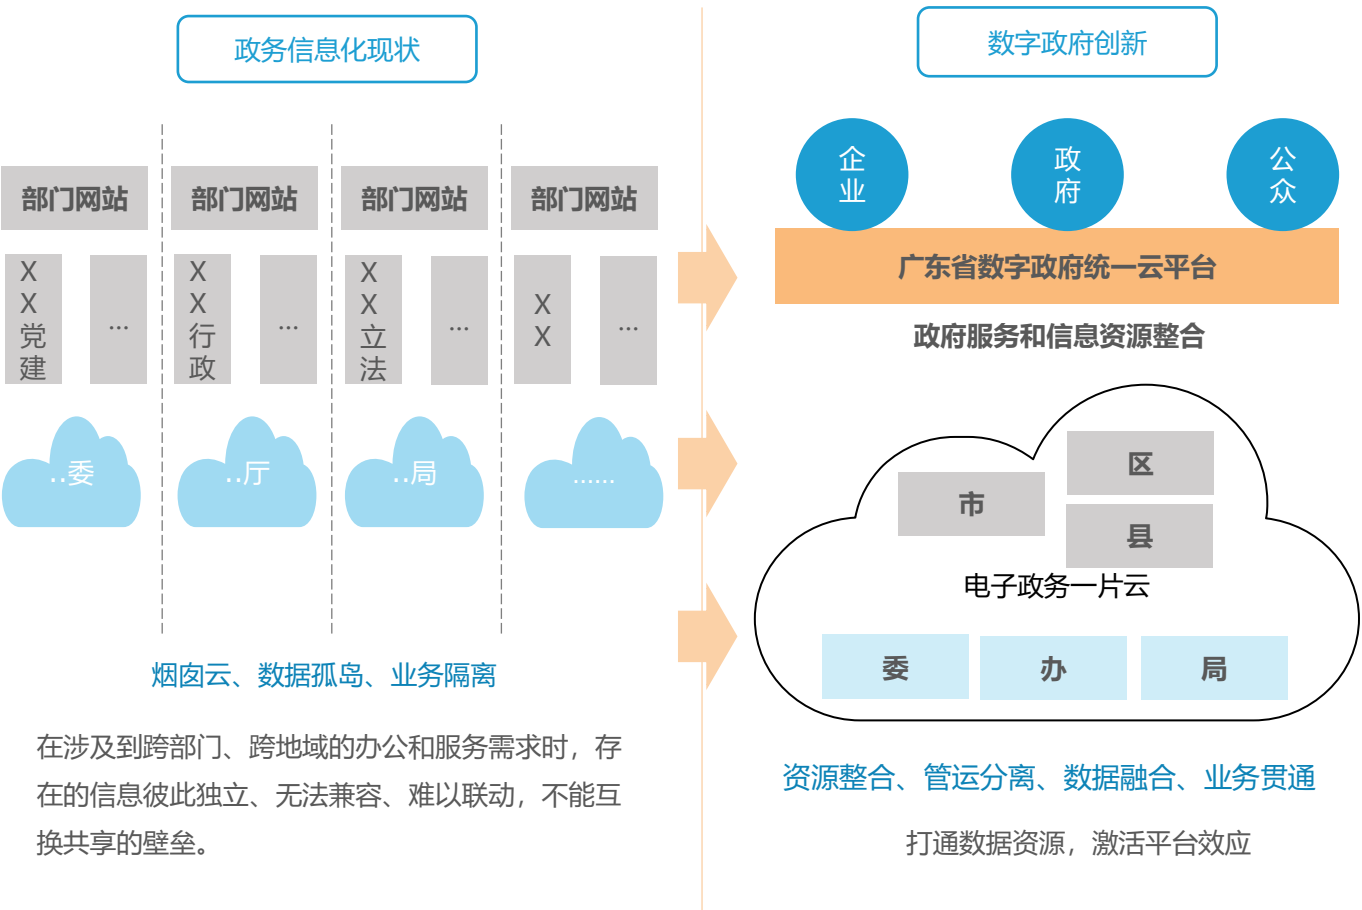 政务信息化现状
部门网站
部门网站
部门网站
部门网站
XX党建
...
XX行政
...
XX立法
...
XX
...
..委
..厅
..局
......
烟囱云、数据孤岛、业务隔离
在涉及到跨部门、跨地域的办公和服务需求时，存
在的信息彼此独立、无法兼容、难以联动，不能互
换共享的壁垒。
数字政府创新
企业
政府
公众
广东省数字政府统一云平台
政府服务和信息资源整合
市
区
县
电子政务一片云
委
办
局
资源整合、管运分离、数据融合、业务贯通
打通数据资源，激活平台效应